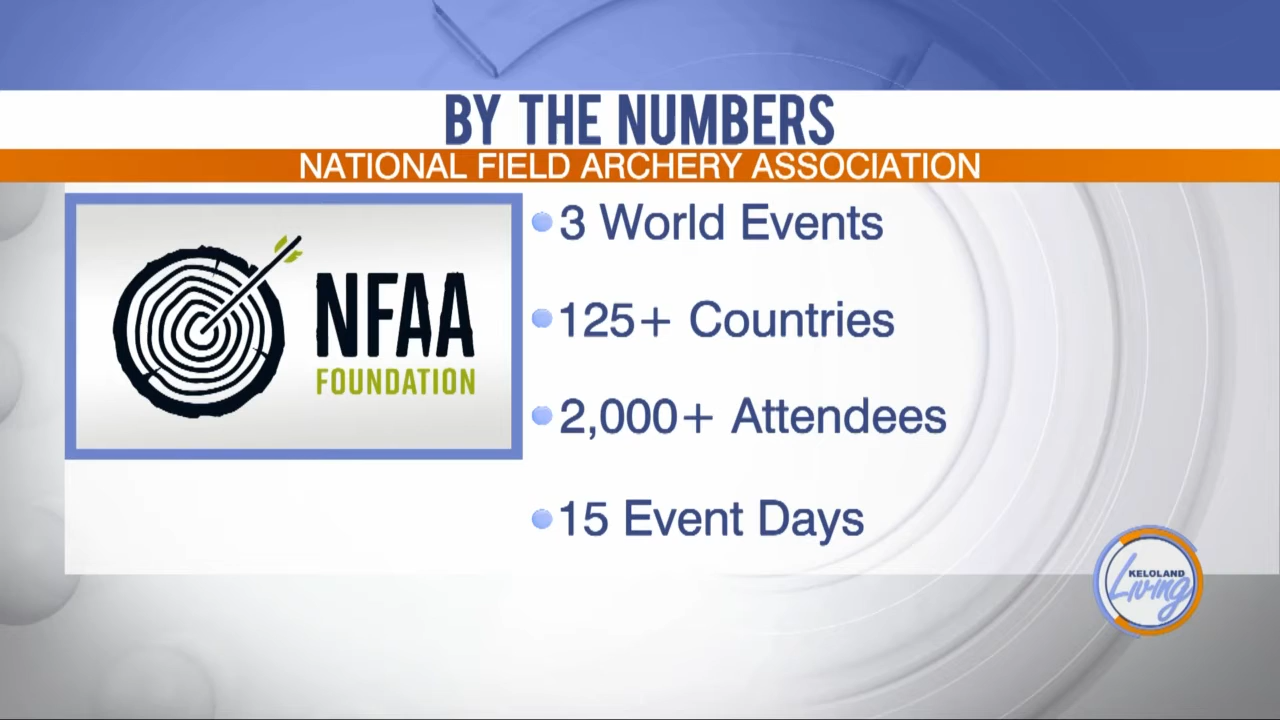 BY THE NUMBERS
NATIONAL FIELD ARCHERY ASSOCIATION
NFAA
FOUNDATION
3 World Events
125+ Countries
2,000+ Attendees
15 Event Days
KELOLAND
Living